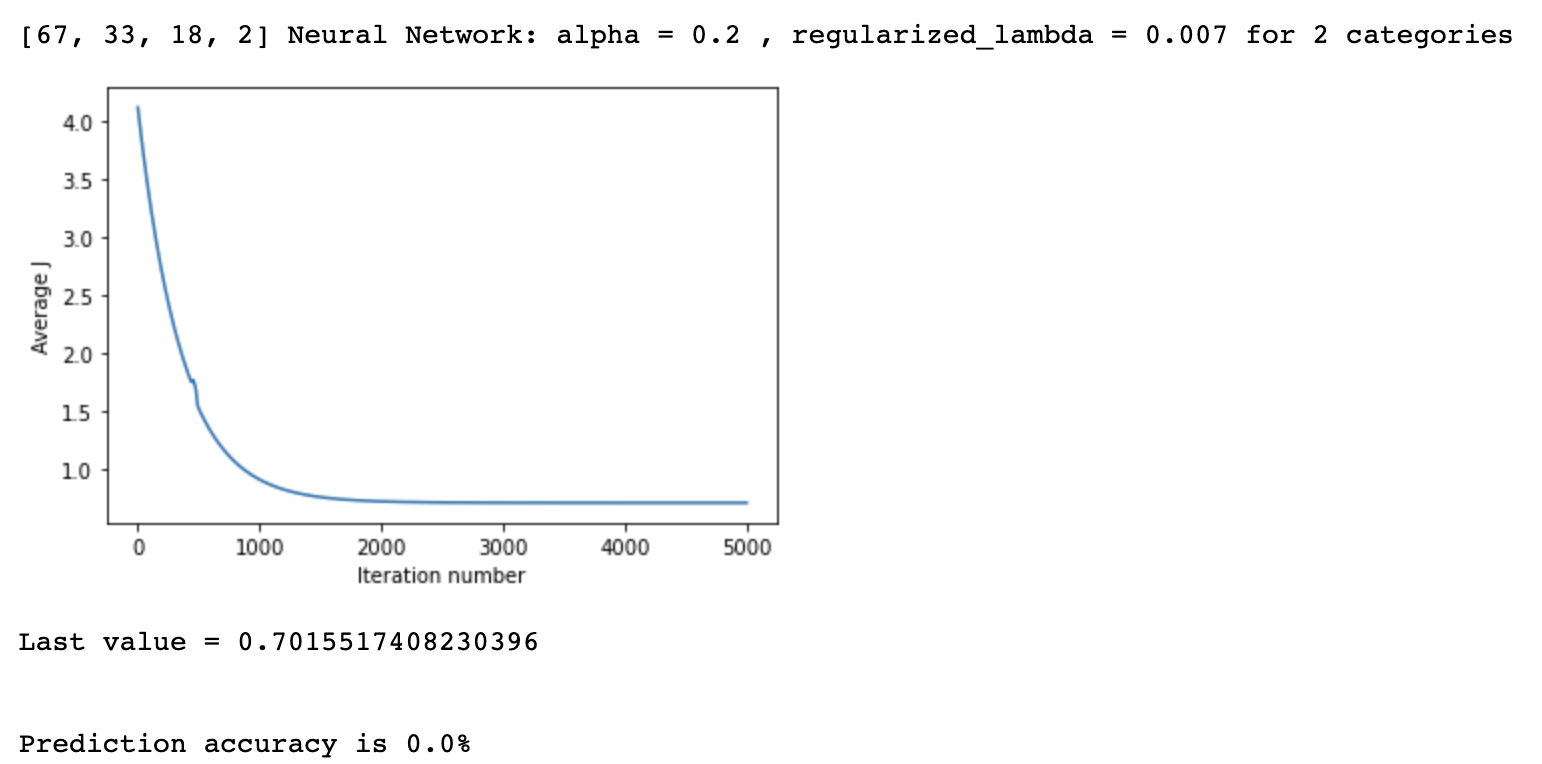 [67, 33, 18, 2] Neural Network: alpha = 0.2 , regularized_lambda = 0.007 for 2 categories
4.0
3.5
3.0
2.5
2.0
1.5
1.0
Average J
0 1000 2000 3000 4000 5000
Iteration number
Last value = 0.7015517408230396
Prediction accuracy is 0.0%